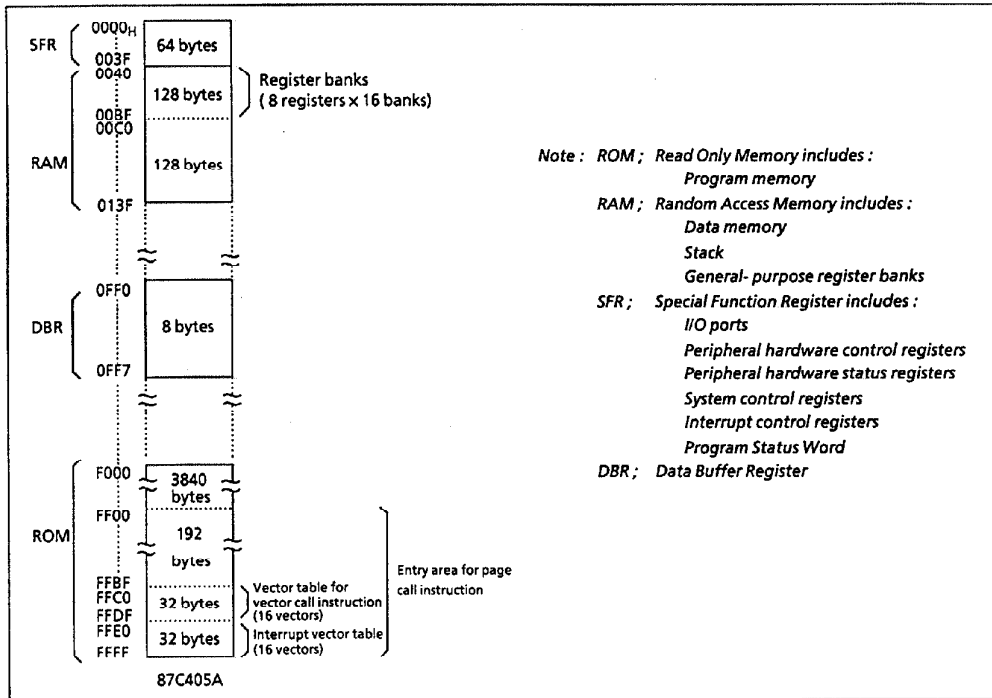 0000H
SFR
64 bytes
003F
0040
Register banks
( 8 registers x 16 banks)
128 bytes
00BF
00C0
RAM
128 bytes
013F
Note : ROM ; Read Only Memory includes :
Program memory
RAM ; Random Access Memory includes :
Data memory
Stack
General- purpose register banks
SFR ; Special Function Register includes :
I/O ports
Peripheral hardware control registers
Peripheral hardware status registers
System control registers
Interrupt control registers
Program Status Word
DBR ; Data Buffer Register
0FF0
DBR
8 bytes
0FF7
F000
3840
bytes
FF00
ROM
192
bytes
FFBF
FFC0
32 bytes
FFDF
Vector table for
vector call instruction
(16 vectors)
FFE0
32 bytes
FFFF
Interrupt vector table
(16 vectors)
Entry area for page
call instruction
87C405A